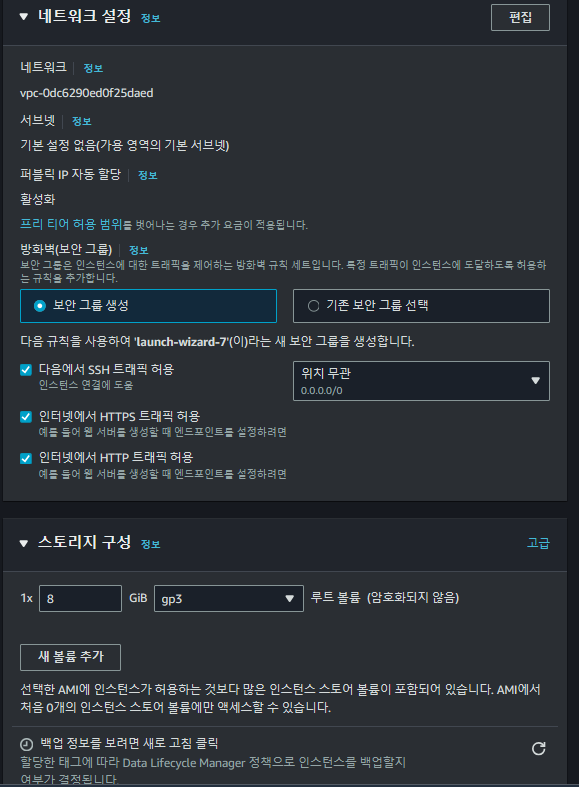 네트워크 설정 정보
편집
네트워크 정보
vpc-0dc6290ed0f25daed
서브넷 정보
기본 설정 없음(가용 영역의 기본 서브넷)
퍼블릭 IP 자동 할당 정보
활성화
프리 티어 허용 범위를 벗어나는 경우 추가 요금이 적용됩니다.
방화벽(보안 그룹) 정보
보안 그룹은 인스턴스에 대한 트래픽을 제어하는 방화벽 규칙 세트입니다. 특정 트래픽이 인스턴스에 도달하도록 허용하
는 규칙을 추가합니다.
보안 그룹 생성
기존 보안 그룹 선택
다음 규칙을 사용하여 'launch-wizard-7'(이)라는 새 보안 그룹을 생성합니다.
다음에서 SSH 트래픽 허용
인스턴스 연결에 도움
위치 무관
0.0.0.0/0
인터넷에서 HTTPS 트래픽 허용
예를 들어 웹 서버를 생성할 때 엔드포인트를 설정하려면
인터넷에서 HTTP 트래픽 허용
예를 들어 웹 서버를 생성할 때 엔드포인트를 설정하려면
스토리지 구성 정보
고급
1x 8 GiB gp3 루트 볼륨 (암호화되지 않음)
새 볼륨 추가
선택한 AMI에 인스턴스가 허용하는 것보다 많은 인스턴스 스토어 볼륨이 포함되어 있습니다. AMI에서
처음 0개의 인스턴스 스토어 볼륨에만 액세스할 수 있습니다.
백업 정보를 보려면 새로 고침 클릭
할당한 태그에 따라 Data Lifecycle Manager 정책으로 인스턴스를 백업할지
여부가 결정됩니다.